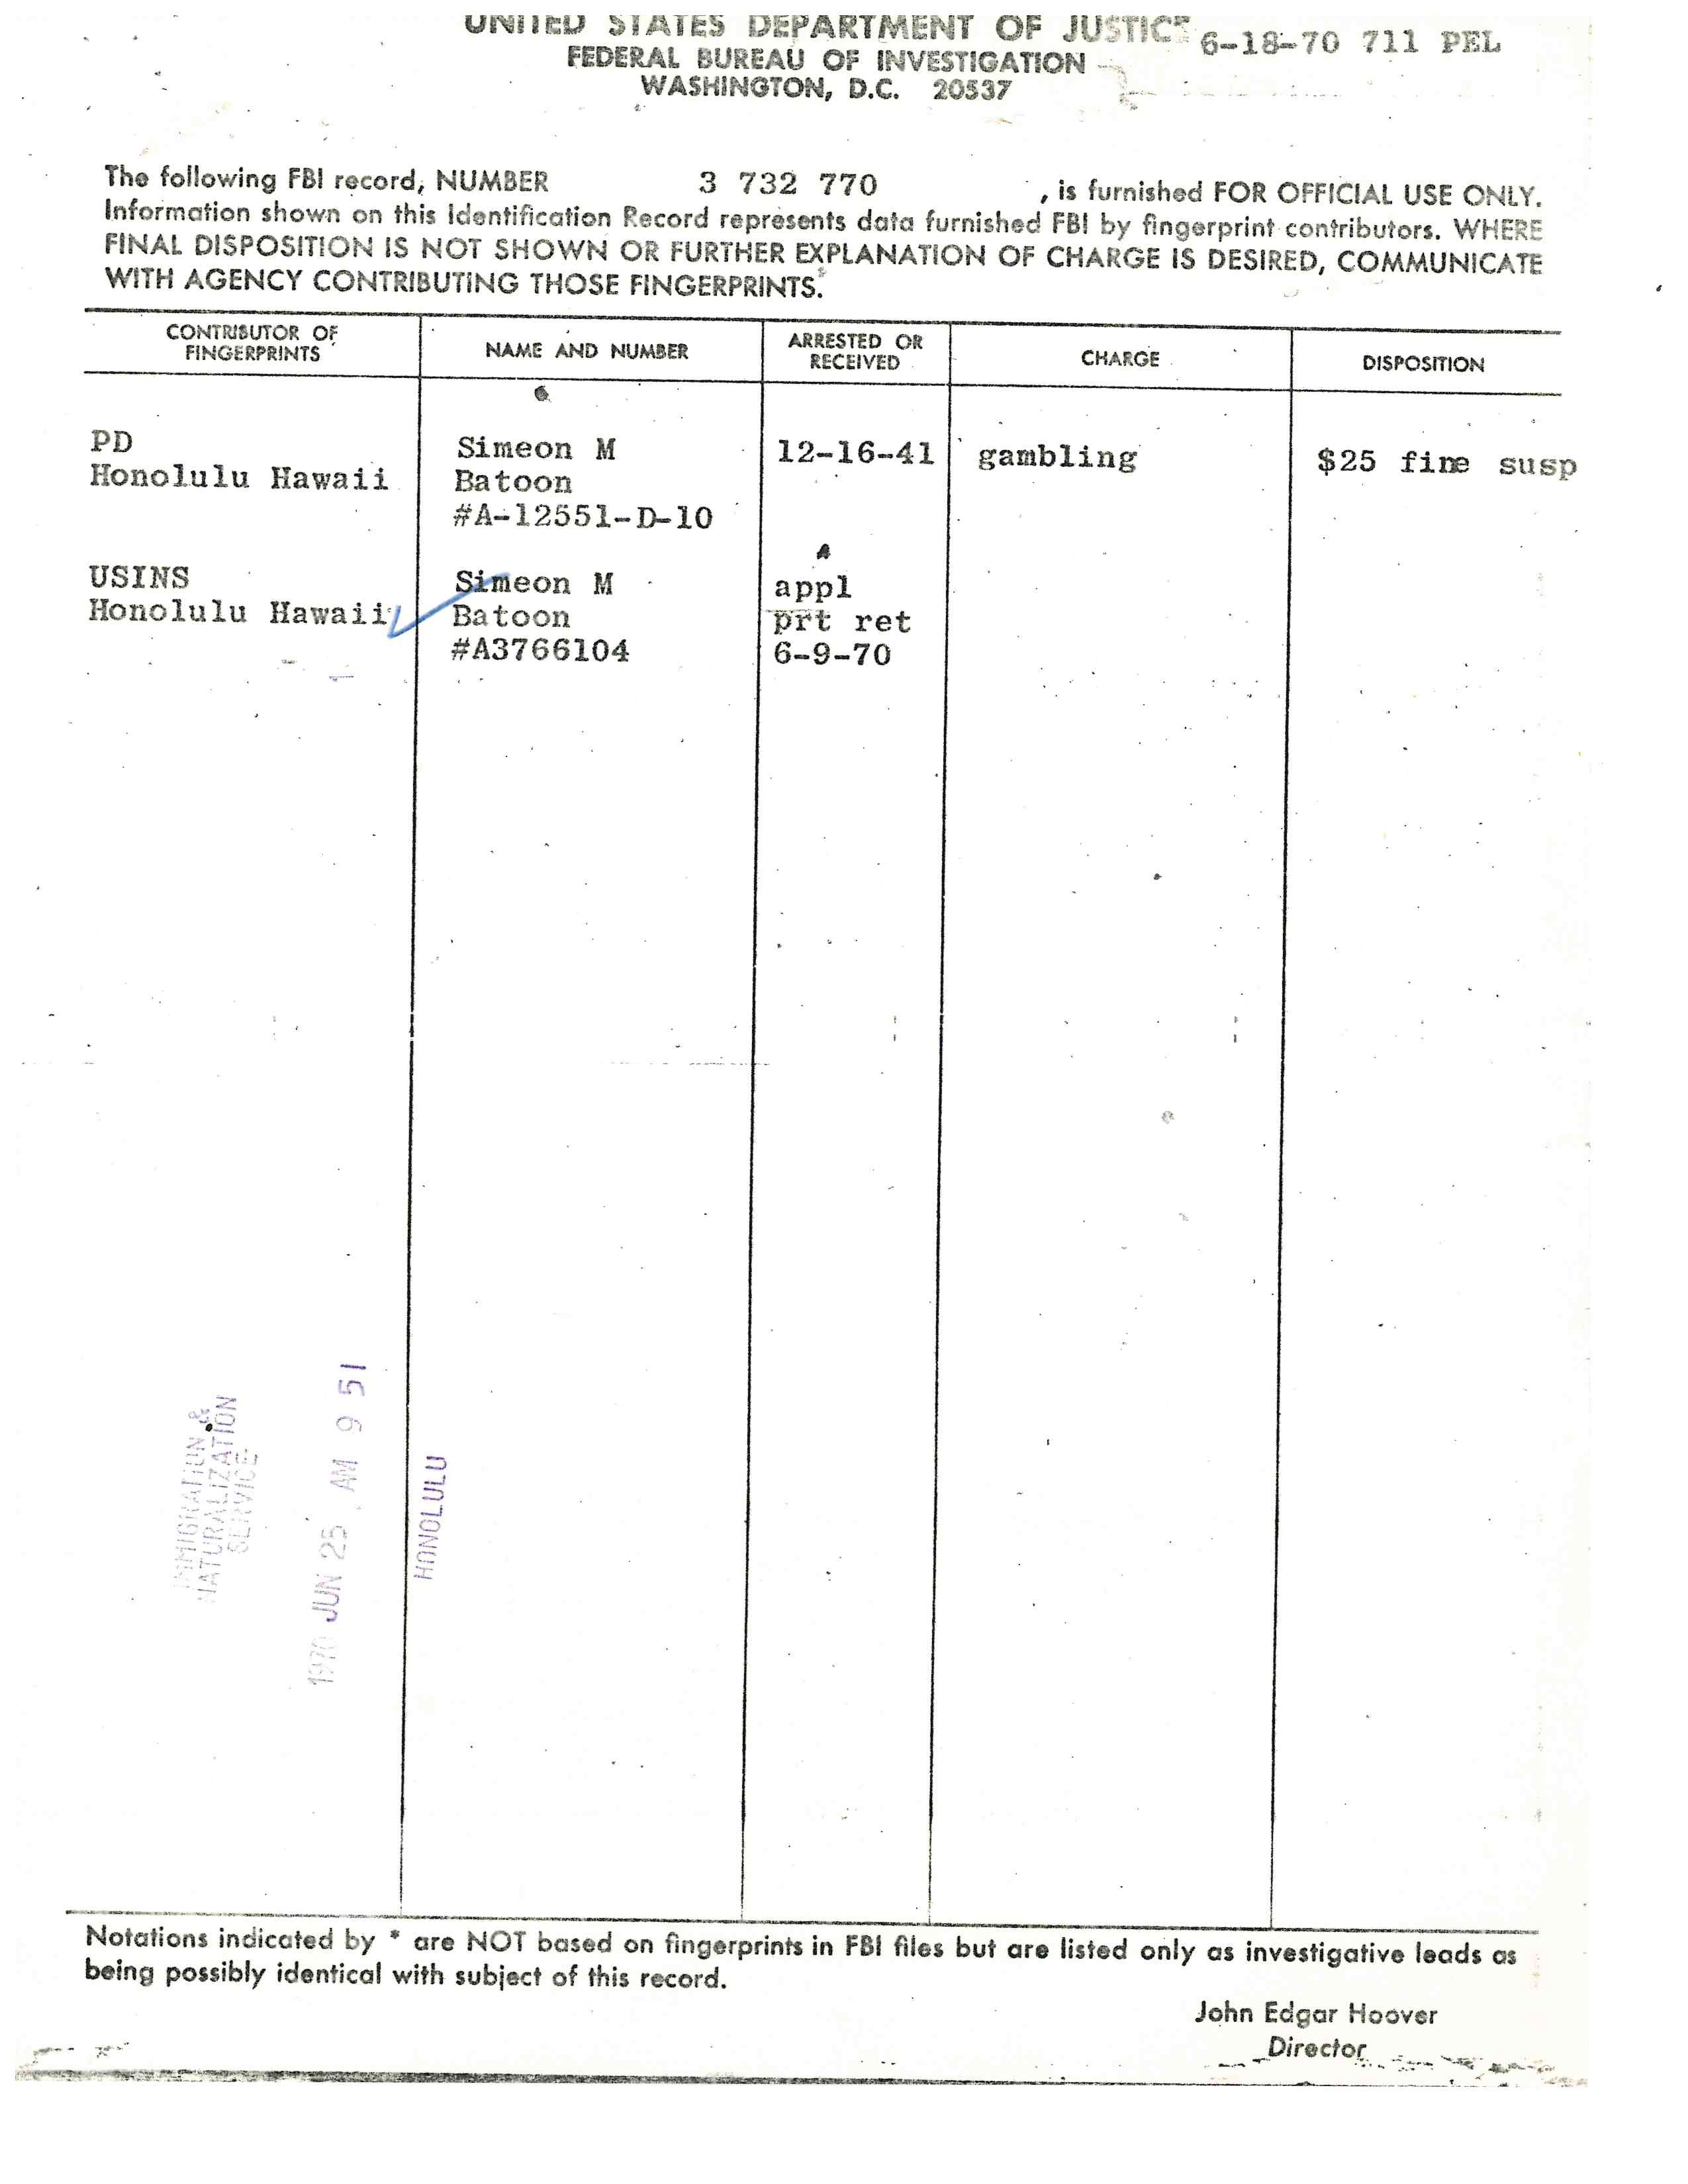 UNITED STATES DEPARTMENT OF JUSTICE
6-18-70 711 PEL
FEDERAL BUREAU OF INVESTIGATION
WASHINGTON, D.C. 20537
The following FBI record, NUMBER 3 732 770 , is furnished FOR OFFICIAL USE ONLY.
Information shown on this Identification Record represents data furnished FBI by fingerprint contributors. WHERE
FINAL DISPOSITION IS NOT SHOWN OR FURTHER EXPLANATION OF CHARGE IS DESIRED, COMMUNICATE
WITH AGENCY CONTRIBUTING THOSE FINGERPRINTS.
CONTRIBUTOR OF
FINGERPRINTS
NAME AND NUMBER
ARRESTED OR
RECEIVED
CHARGE
DISPOSITION
PD
Honolulu Hawaii
Simeon M
Batoon
#A-12551-D-10
12-16-41
gambling
$25 fine susp
USINS
Honolulu Hawaii
Simeon M
Batoon
#A3766104
appl
prt ret
6-9-70
IMMIGRATION &
NATURALIZATION
SERVICE
1970 JUN 25 AM 9 51
HONOLULU
Notations indicated by * are NOT based on fingerprints in FBI files but are listed only as investigative leads as
being possibly identical with subject of this record.
John Edgar Hoover
Director